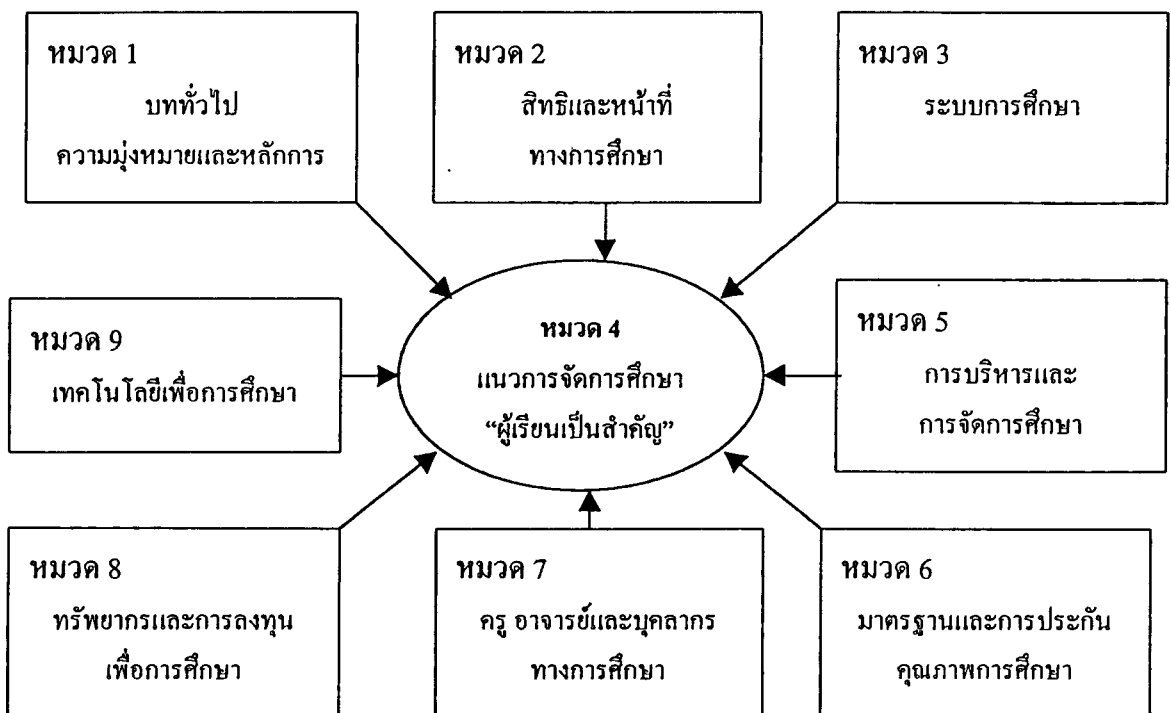 หมวด 1
บททั่วไป
ความมุ่งหมายและหลักการ
หมวด 2
สิทธิและหน้าที่
ทางการศึกษา
หมวด 3
ระบบการศึกษา
หมวด 9
เทคโนโลยีเพื่อการศึกษา
หมวด 4
แนวการจัดการศึกษา
“ผู้เรียนเป็นสำคัญ”
หมวด 5
การบริหารและ
การจัดการศึกษา
หมวด 8
ทรัพยากรและการลงทุน
เพื่อการศึกษา
หมวด 7
ครู อาจารย์และบุคลากร
ทางการศึกษา
หมวด 6
มาตรฐานและการประกัน
คุณภาพการศึกษา